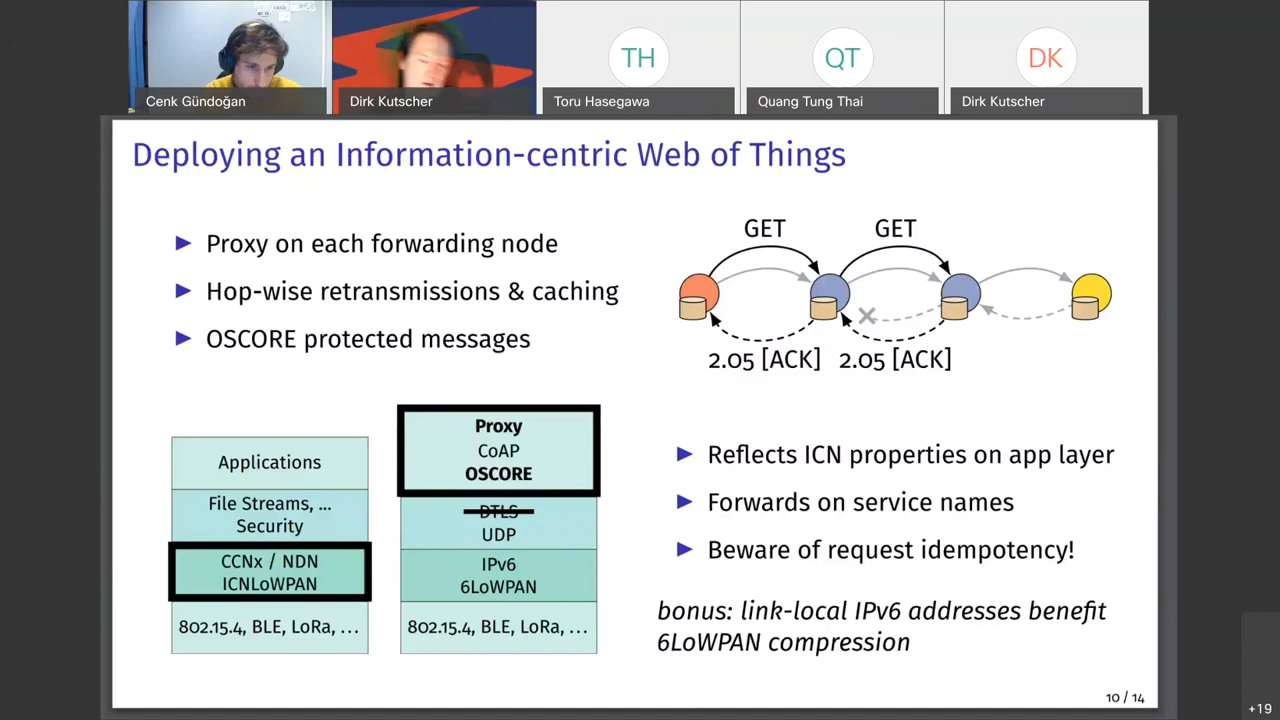 TH
QT
DK
Cenk Gündoğan
Dirk Kutscher
Toru Hasegawa
Quang Tung Thai
Dirk Kutscher
Deploying an Information-centric Web of Things
Proxy on each forwarding node
Hop-wise retransmissions & caching
OSCORE protected messages
GET
GET
2.05 [ACK]
2.05 [ACK]
Applications
File Streams, ...
Security
CCNx / NDN
ICNLoWPAN
802.15.4, BLE, LoRa, ...
Proxy
CoAP
OSCORE
DTLS
UDP
IPv6
6LoWPAN
802.15.4, BLE, LoRa, ...
Reflects ICN properties on app layer
Forwards on service names
Beware of request idempotency!
bonus: link-local IPv6 addresses benefit
6LoWPAN compression
10 / 14
+19